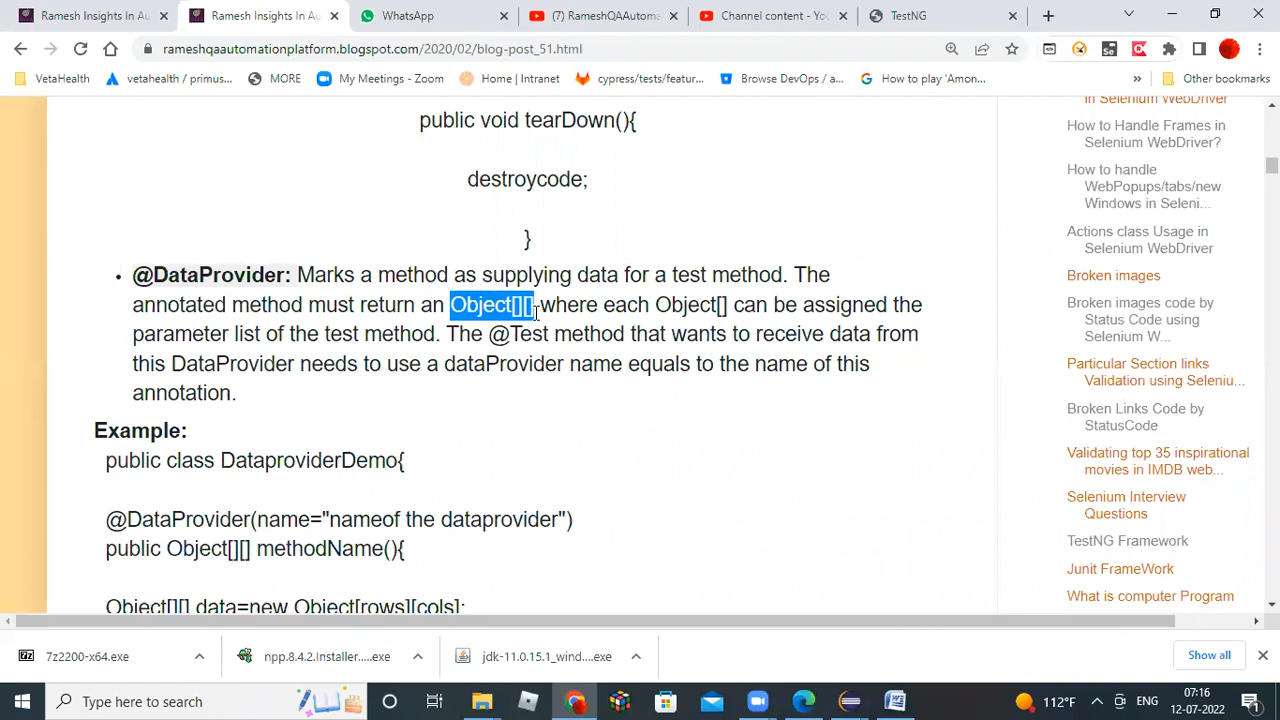 Ramesh Insights In Au
Ramesh Insights In Au
WhatsApp
(7) RameshQAAutoma
Channel content - Yo
TestNG
rameshqaautomationplatform.blogspot.com/2020/02/blog-post_51.html
VetaHealth
vetahealth / primus...
MORE
My Meetings - Zoom
Home | Intranet
cypress/tests/featur...
Browse DevOps / a...
How to play 'Amon...
»
Other bookmarks
public void tearDown(){
destroycode;
}
• @DataProvider: Marks a method as supplying data for a test method. The
annotated method must return an Object[][] where each Object[] can be assigned the
parameter list of the test method. The @Test method that wants to receive data from
this DataProvider needs to use a dataProvider name equals to the name of this
annotation.
Example:
public class DataproviderDemo{
@DataProvider(name="nameof the dataprovider")
public Object[][] methodName(){
Object[][] data=new Object[rows][cols];
in Selenium WebDriver
How to Handle Frames in
Selenium WebDriver?
How to handle
WebPopups/tabs/new
Windows in Seleni...
Actions class Usage in
Selenium WebDriver
Broken images
Broken images code by
Status Code using
Selenium W...
Particular Section links
Validation using Seleniu...
Broken Links Code by
StatusCode
Validating top 35 inspirational
movies in IMDB web...
Selenium Interview
Questions
TestNG Framework
Junit FrameWork
What is computer Program
7z2200-x64.exe
npp.8.4.2.Installer....exe
jdk-11.0.15.1_wind....exe
Show all
Type here to search
112°F
ENG
07:16
12-07-2022
1